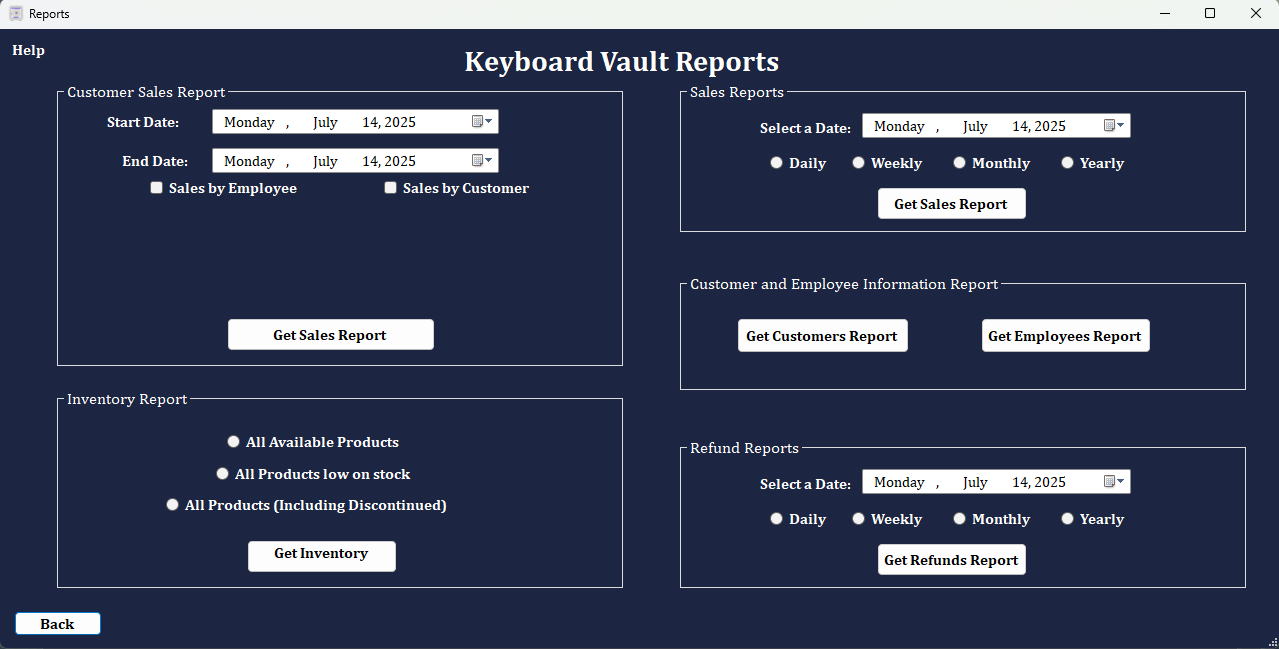 Reports
Help
Keyboard Vault Reports
Customer Sales Report
Start Date: Monday , July 14, 2025
End Date: Monday , July 14, 2025
Sales by Employee Sales by Customer
Get Sales Report
Inventory Report
All Available Products
All Products low on stock
All Products (Including Discontinued)
Get Inventory
Sales Reports
Select a Date: Monday , July 14, 2025
Daily Weekly Monthly Yearly
Get Sales Report
Customer and Employee Information Report
Get Customers Report Get Employees Report
Refund Reports
Select a Date: Monday , July 14, 2025
Daily Weekly Monthly Yearly
Get Refunds Report
Back